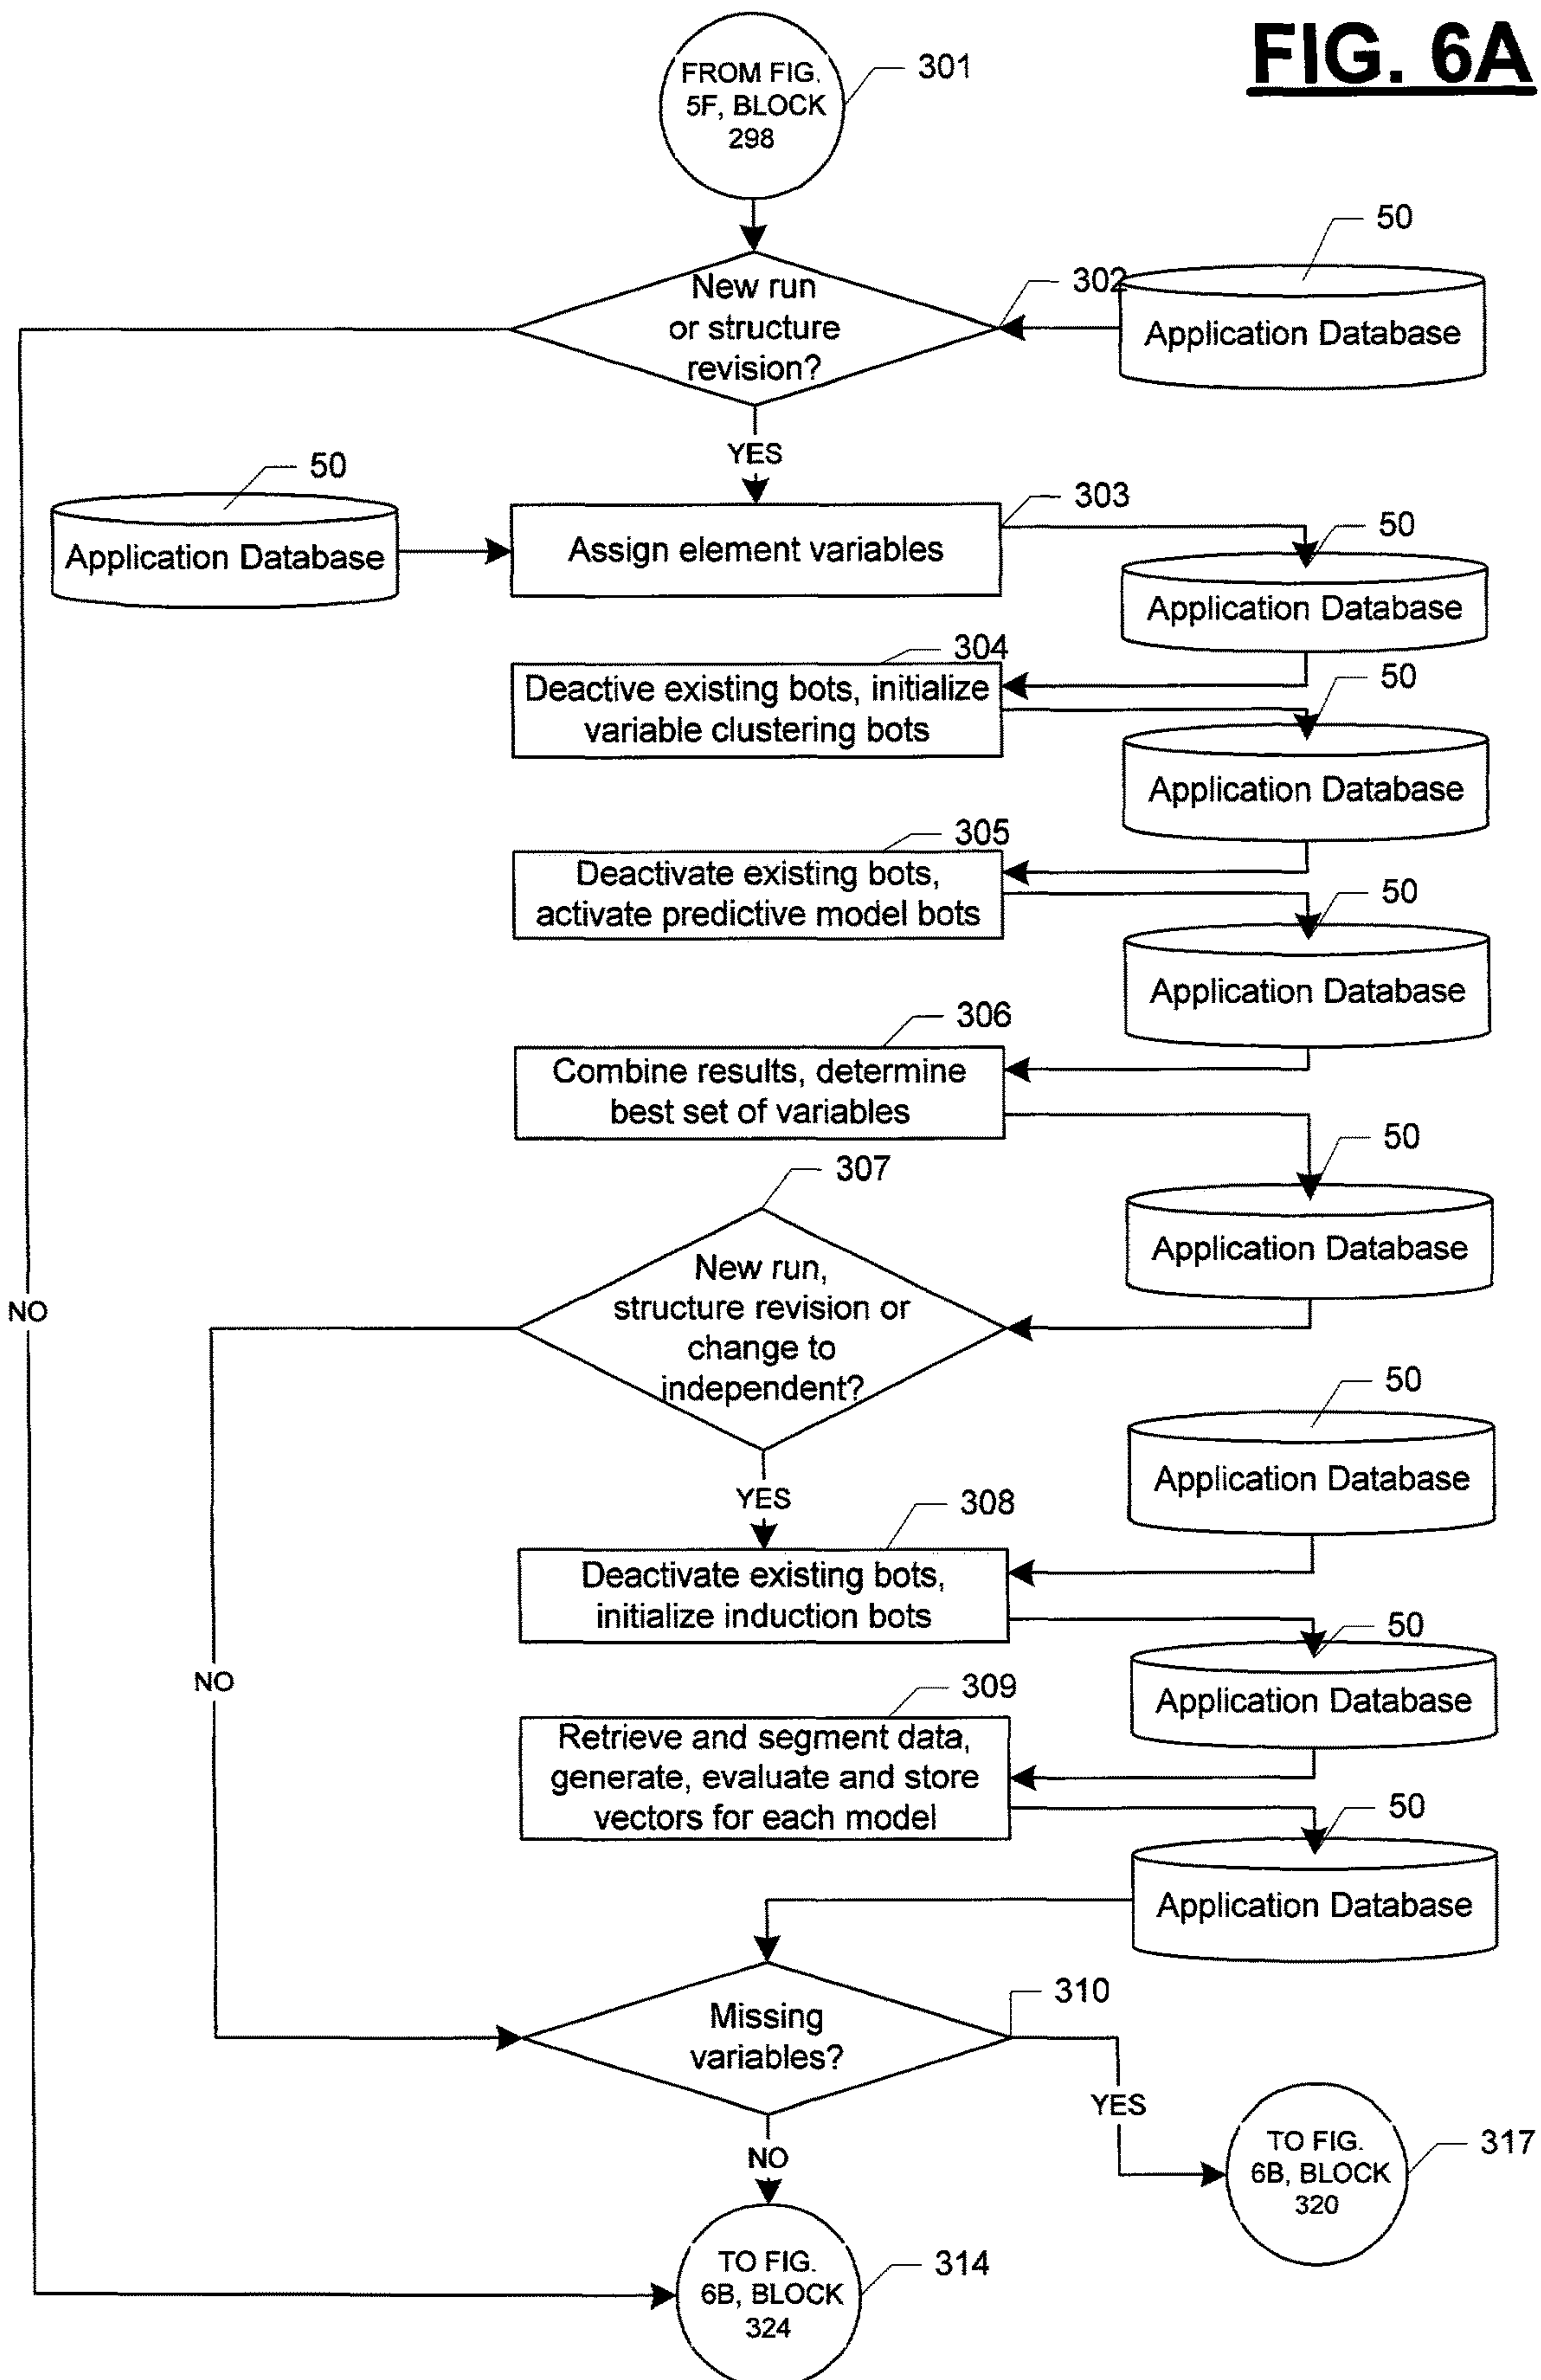 FIG. 6A
FROM FIG.
5F, BLOCK
298
301
50
302
New run
or structure
revision?
Application Database
YES
50
Application Database
303
Assign element variables
50
Application Database
304
Deactive existing bots, initialize
variable clustering bots
50
Application Database
305
Deactivate existing bots,
activate predictive model bots
50
Application Database
306
Combine results, determine
best set of variables
50
Application Database
307
New run,
structure revision or
change to
independent?
NO
50
Application Database
YES
308
Deactivate existing bots,
initialize induction bots
50
Application Database
NO
309
Retrieve and segment data,
generate, evaluate and store
vectors for each model
50
Application Database
310
Missing
variables?
YES
NO
TO FIG.
6B, BLOCK
320
317
TO FIG.
6B, BLOCK
324
314